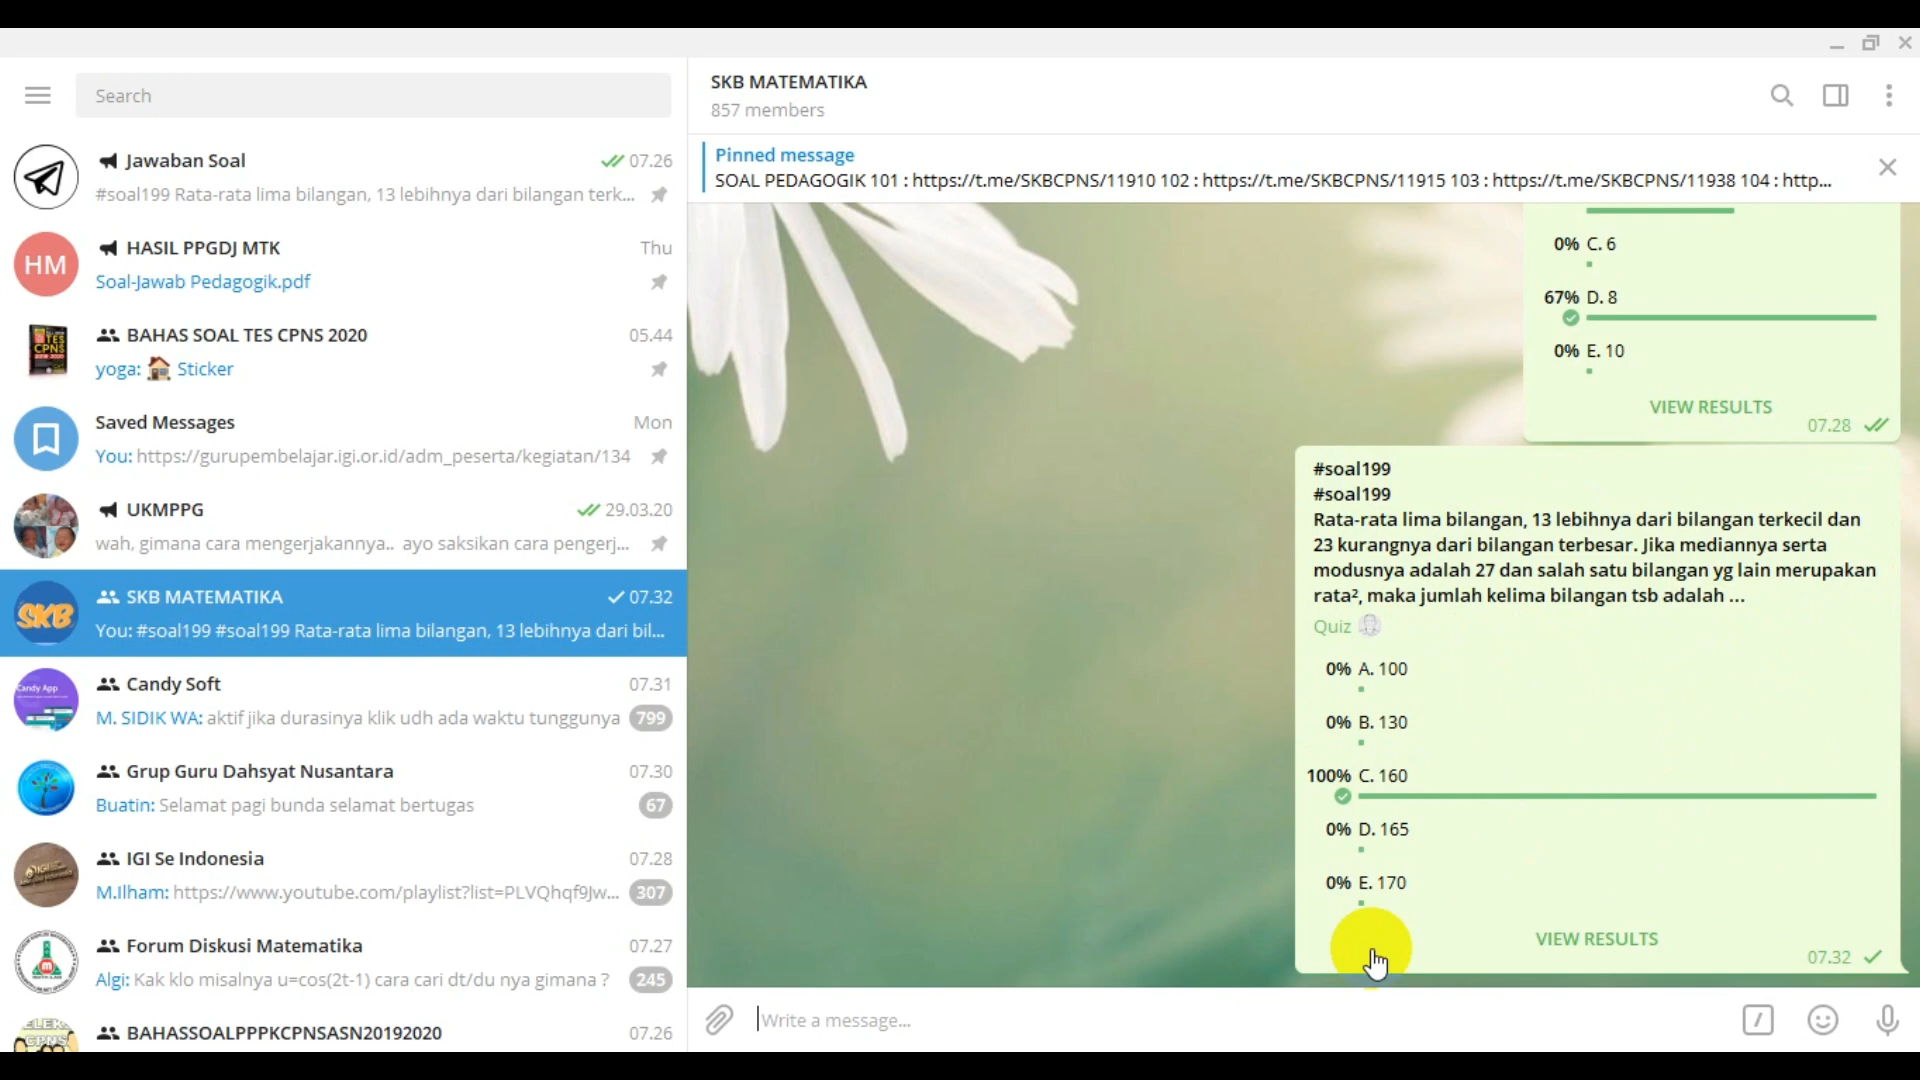 Search
Jawaban Soal
07.26
#soal199 Rata-rata lima bilangan, 13 lebihnya dari bilangan terk...
HM
HASIL PPGDJ MTK
Thu
Soal-Jawab Pedagogik.pdf
BAHAS SOAL TES CPNS 2020
05.44
yoga: Sticker
Saved Messages
Mon
You: https://gurupembelajar.igi.or.id/adm_peserta/kegiatan/134
UKMPPG
29.03.20
wah, gimana cara mengerjakannya.. ayo saksikan cara pengerj...
SKB
SKB MATEMATIKA
07.32
You: #soal199 #soal199 Rata-rata lima bilangan, 13 lebihnya dari bil...
Candy App
Candy Soft
07.31
M. SIDIK WA: aktif jika durasinya klik udh ada waktu tunggunya
799
Grup Guru Dahsyat Nusantara
07.30
Buatin: Selamat pagi bunda selamat bertugas
67
IGI
IGI Se Indonesia
07.28
M.Ilham: https://www.youtube.com/playlist?list=PLVQhqf9Jw...
307
Forum Diskusi Matematika
07.27
Algi: Kak klo misalnya u=cos(2t-1) cara cari dt/du nya gimana ?
245
BAHASSOALPPPKCPNSASN20192020
07.26
SKB MATEMATIKA
857 members
Pinned message
SOAL PEDAGOGIK 101 : https://t.me/SKBCPNS/11910 102 : https://t.me/SKBCPNS/11915 103 : https://t.me/SKBCPNS/11938 104 : http...
0% C. 6
67% D. 8
0% E. 10
VIEW RESULTS
07.28
#soal199
#soal199
Rata-rata lima bilangan, 13 lebihnya dari bilangan terkecil dan
23 kurangnya dari bilangan terbesar. Jika mediannya serta
modusnya adalah 27 dan salah satu bilangan yg lain merupakan
rata², maka jumlah kelima bilangan tsb adalah ...
Quiz
0% A. 100
0% B. 130
100% C. 160
0% D. 165
0% E. 170
VIEW RESULTS
07.32
Write a message...